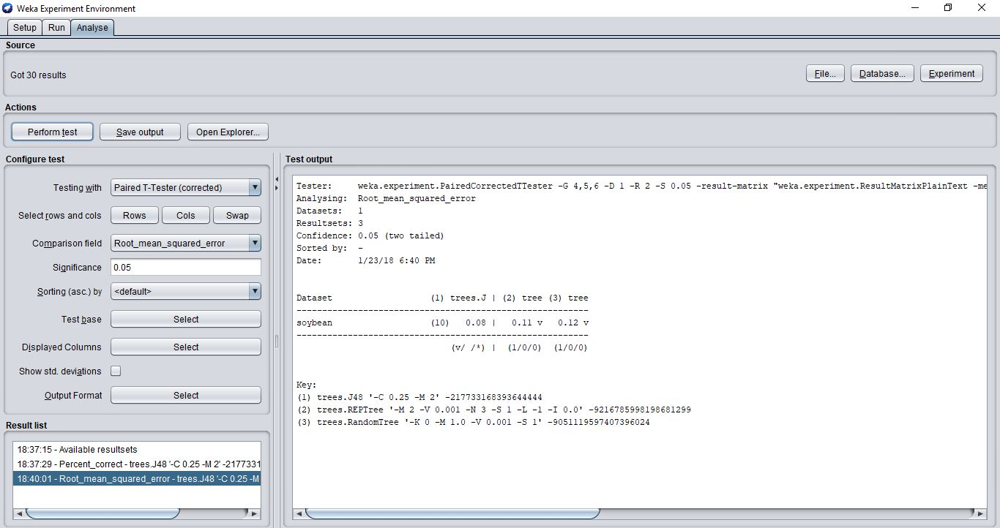 Weka Experiment Environment
Setup Run Analyse
Source
Got 30 results
File... Database... Experiment
Actions
Perform test Save output Open Explorer...
Configure test
Testing with Paired T-Tester (corrected)
Select rows and cols Rows Cols Swap
Comparison field Root_mean_squared_error
Significance 0.05
Sorting (asc.) by <default>
Test base Select
Displayed Columns Select
Show std. deviations
Output Format Select
Result list
18:37:15 - Available resultsets
18:37:29 - Percent_correct - trees.J48 '-C 0.25 -M 2' -2177331
18:40:01 - Root_mean_squared_error - trees.J48 '-C 0.25 -M
Test output
Tester: weka.experiment.PairedCorrectedTTester -G 4,5,6 -D 1 -R 2 -S 0.05 -result-matrix "weka.experiment.ResultMatrixPlainText -me
Analysing: Root_mean_squared_error
Datasets: 1
Resultsets: 3
Confidence: 0.05 (two tailed)
Sorted by: -
Date: 1/23/18 6:40 PM
Dataset (1) trees.J | (2) tree (3) tree
--------------------------------------------------------------
soybean (10) 0.08 | 0.11 v 0.12 v
--------------------------------------------------------------
(v/ /*) | (1/0/0) (1/0/0)
Key:
(1) trees.J48 '-C 0.25 -M 2' -217733168393644444
(2) trees.REPTree '-M 2 -V 0.001 -N 3 -S 1 -L -1 -I 0.0' -9216785998198681299
(3) trees.RandomTree '-K 0 -M 1.0 -V 0.001 -S 1' -9051119597407396024